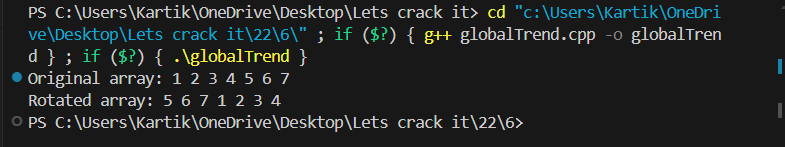 PS C:\Users\Kartik\OneDrive\Desktop\Lets crack it> cd "c:\Users\Kartik\OneDri
ve\Desktop\Lets crack it\22\6\" ; if ($?) { g++ globalTrend.cpp -o globalTren
d } ; if ($?) { .\globalTrend }
Original array: 1 2 3 4 5 6 7
Rotated array: 5 6 7 1 2 3 4
PS C:\Users\Kartik\OneDrive\Desktop\Lets crack it\22\6>